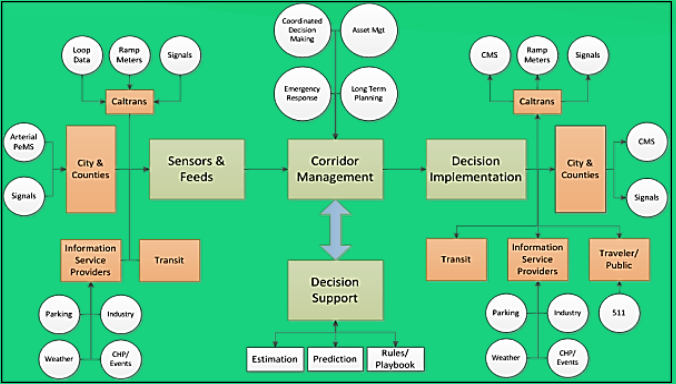 Loop
Data
Ramp
Meters
Signals
Caltrans
Arterial
PeMS
Signals
City &
Counties
Sensors &
Feeds
Information
Service
Providers
Transit
Parking
Industry
Weather
CHP/
Events
Coordinated
Decision
Making
Asset Mgt
Emergency
Response
Long Term
Planning
Corridor
Management
Decision
Support
Estimation
Prediction
Rules/
Playbook
Decision
Implementation
CMS
Ramp
Meters
Signals
Caltrans
City &
Counties
CMS
Signals
Transit
Information
Service
Providers
Traveler/
Public
Parking
Industry
511
Weather
CHP/
Events